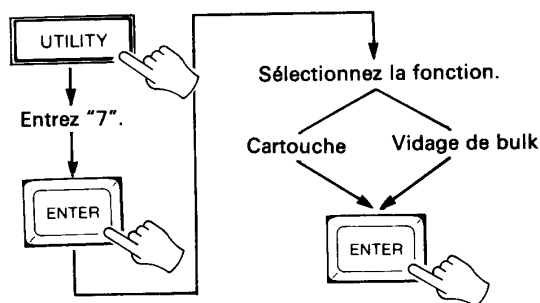 UTILITY
Entrez “7”.
ENTER
Sélectionnez la fonction.
Cartouche
Vidage de bulk
ENTER